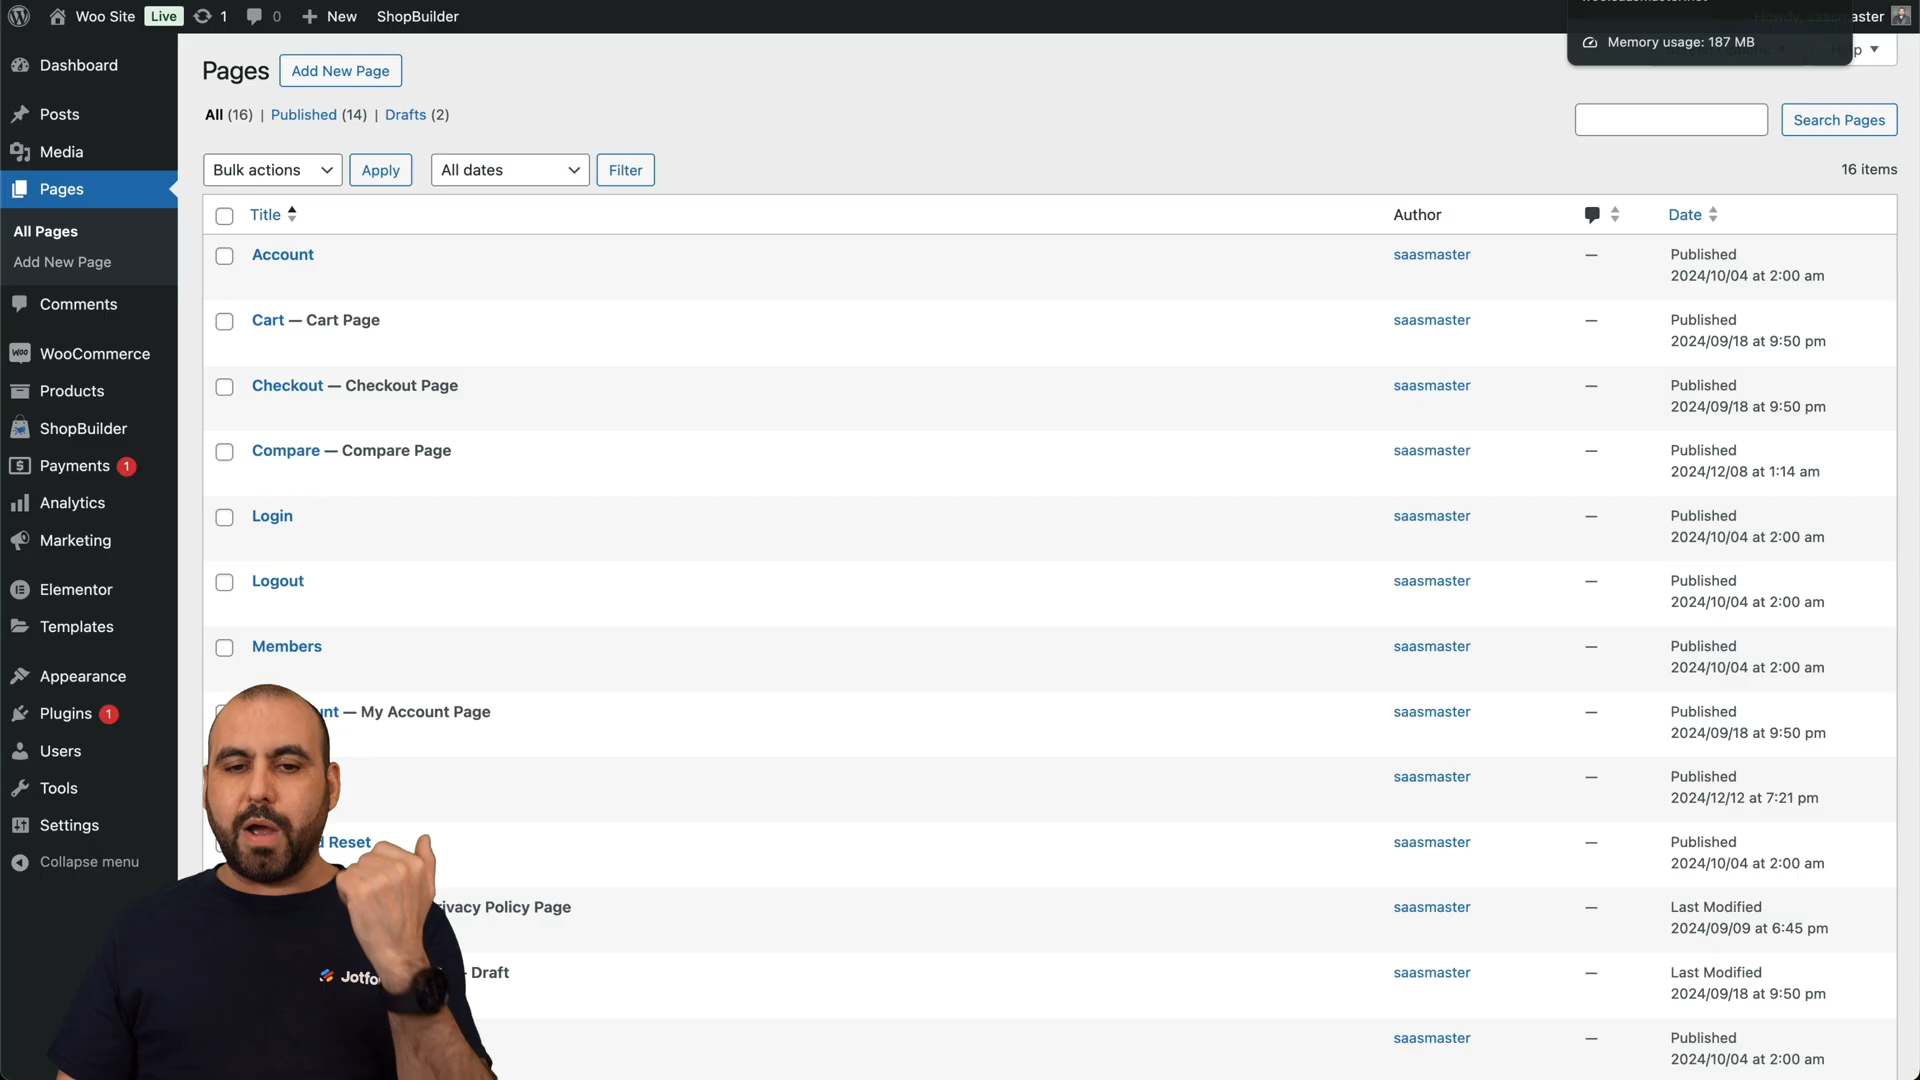 Woo Site Live 1 0 New ShopBuilder
Memory usage: 187 MB
Dashboard
Posts
Media
Pages
All Pages
Add New Page
Comments
WooCommerce
Products
ShopBuilder
Payments 1
Analytics
Marketing
Elementor
Templates
Appearance
Plugins 1
Users
Tools
Settings
Collapse menu
Pages Add New Page
All (16) | Published (14) | Drafts (2)
Search Pages
Bulk actions Apply All dates Filter
16 items
Title Author Date
Account saasmaster — Published
2024/10/04 at 2:00 am
Cart — Cart Page saasmaster — Published
2024/09/18 at 9:50 pm
Checkout — Checkout Page saasmaster — Published
2024/09/18 at 9:50 pm
Compare — Compare Page saasmaster — Published
2024/12/08 at 1:14 am
Login saasmaster — Published
2024/10/04 at 2:00 am
Logout saasmaster — Published
2024/10/04 at 2:00 am
Members saasmaster — Published
2024/10/04 at 2:00 am
— My Account Page saasmaster — Published
2024/09/18 at 9:50 pm
saasmaster — Published
2024/12/12 at 7:21 pm
Reset saasmaster — Published
2024/10/04 at 2:00 am
Policy Page saasmaster — Last Modified
2024/09/09 at 6:45 pm
Draft saasmaster — Last Modified
2024/09/18 at 9:50 pm
saasmaster — Published
2024/10/04 at 2:00 am